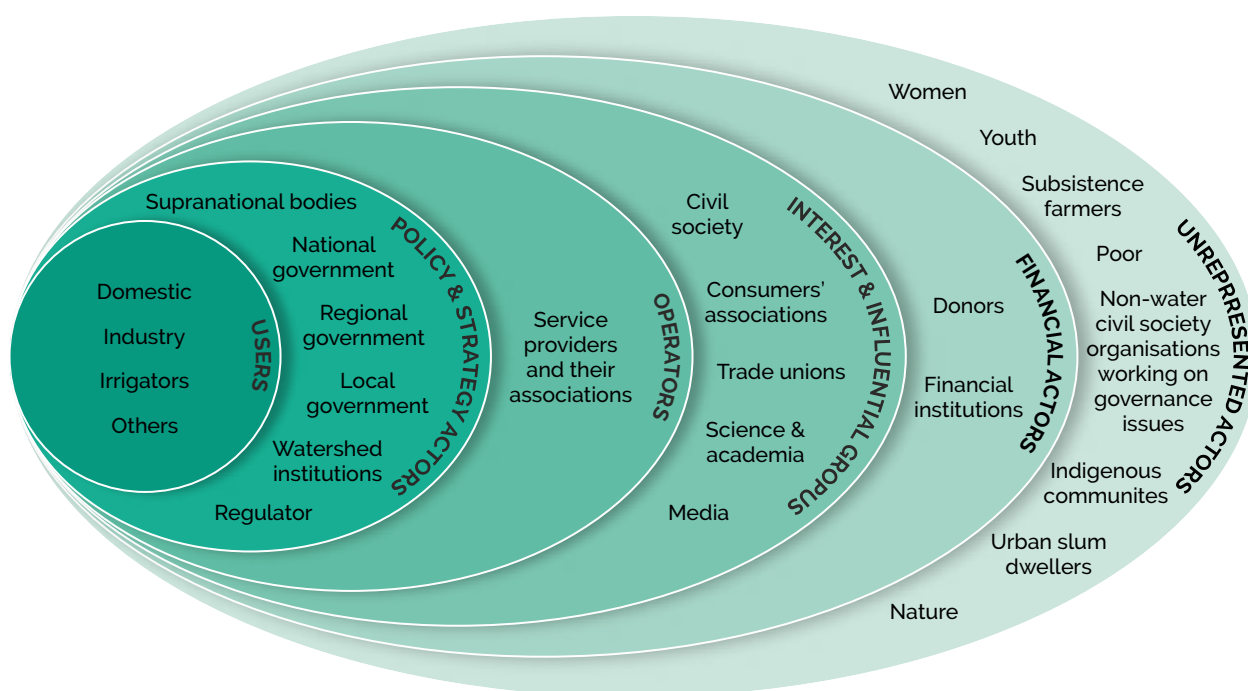 Domestic
Industry
Irrigators
Others
USERS
Supranational bodies
National
government
Regional
government
Local
government
Watershed
institutions
Regulator
POLICY & STRATEGY ACTORS
Service
providers
and their
associations
OPERATORS
Civil
society
Consumers'
associations
Trade unions
Science &
academia
Media
INTEREST & INFLUENTIAL GROPUS
Donors
Financial
institutions
FINANCIAL ACTORS
Women
Youth
Subsistence
farmers
Poor
Non-water
civil society
organisations
working on
governance
issues
Indigenous
communites
Urban slum
dwellers
Nature
UNREPRRESENTED ACTORS